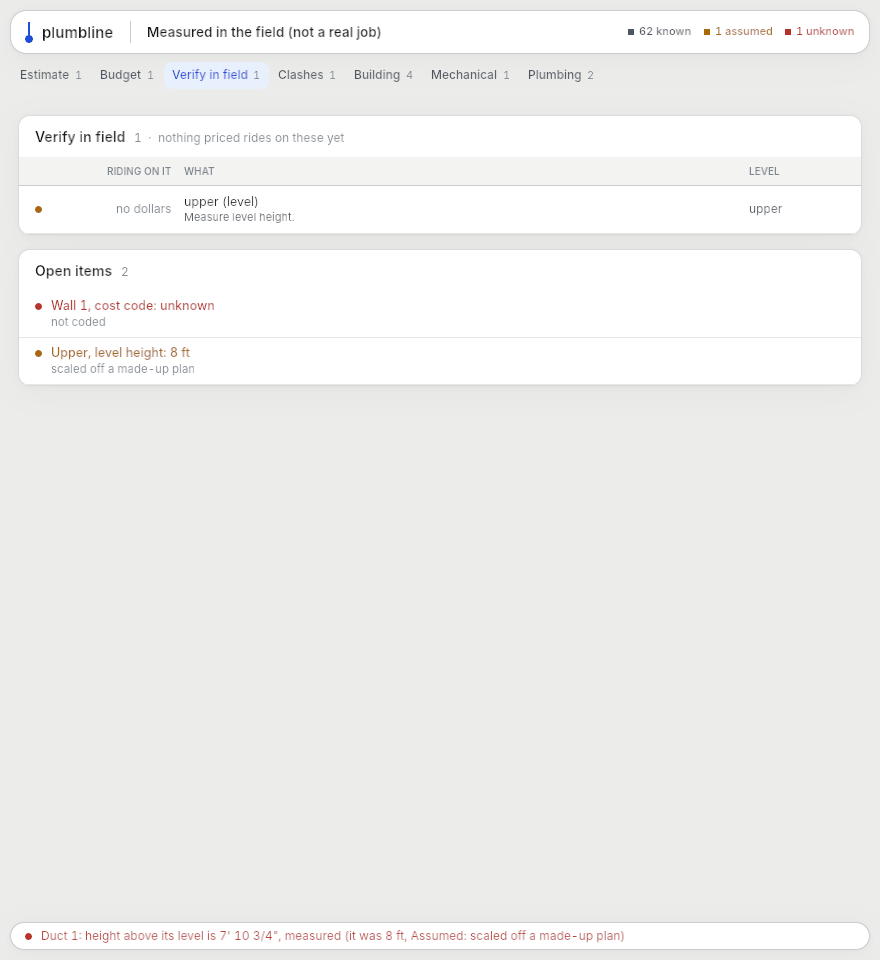 plumbline
Measured in the field (not a real job)
62 known 1 assumed 1 unknown
Estimate 1 Budget 1 Verify in field 1 Clashes 1 Building 4 Mechanical 1 Plumbing 2
Verify in field 1 · nothing priced rides on these yet
RIDING ON IT WHAT LEVEL
no dollars upper (level) upper
Measure level height.
Open items 2
Wall 1, cost code: unknown
not coded
Upper, level height: 8 ft
scaled off a made-up plan
Duct 1: height above its level is 7' 10 3/4", measured (it was 8 ft, Assumed: scaled off a made-up plan)